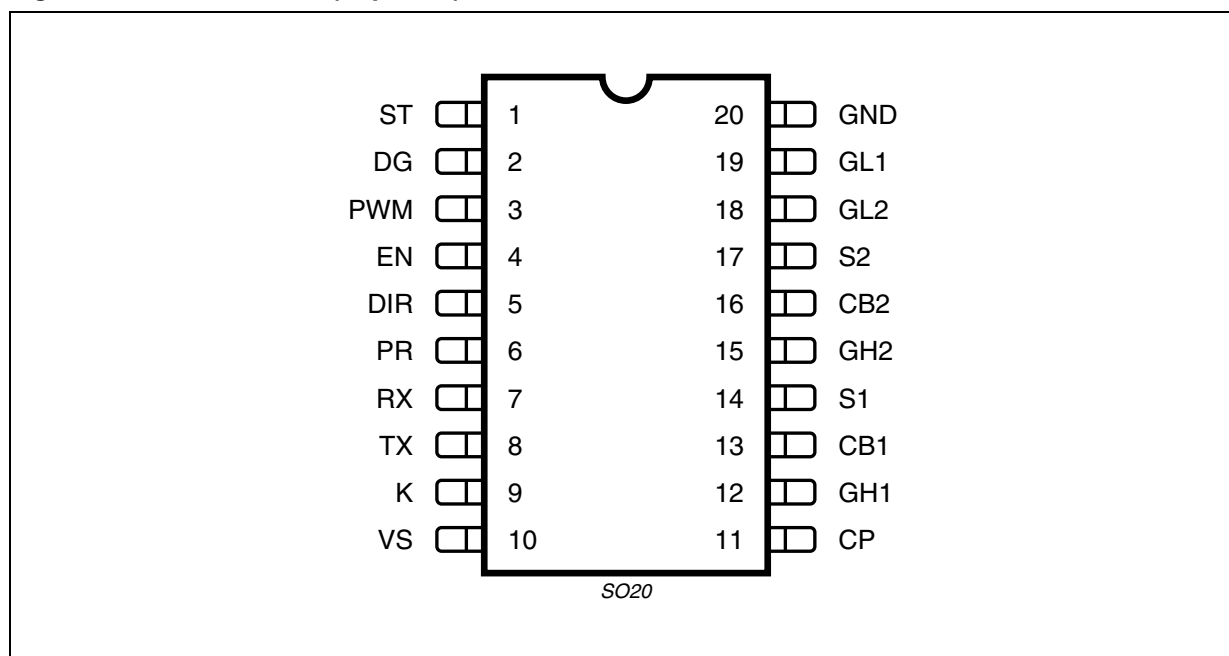 ST 1 20 GND
DG 2 19 GL1
PWM 3 18 GL2
EN 4 17 S2
DIR 5 16 CB2
PR 6 15 GH2
RX 7 14 S1
TX 8 13 CB1
K 9 12 GH1
VS 10 11 CP
SO20